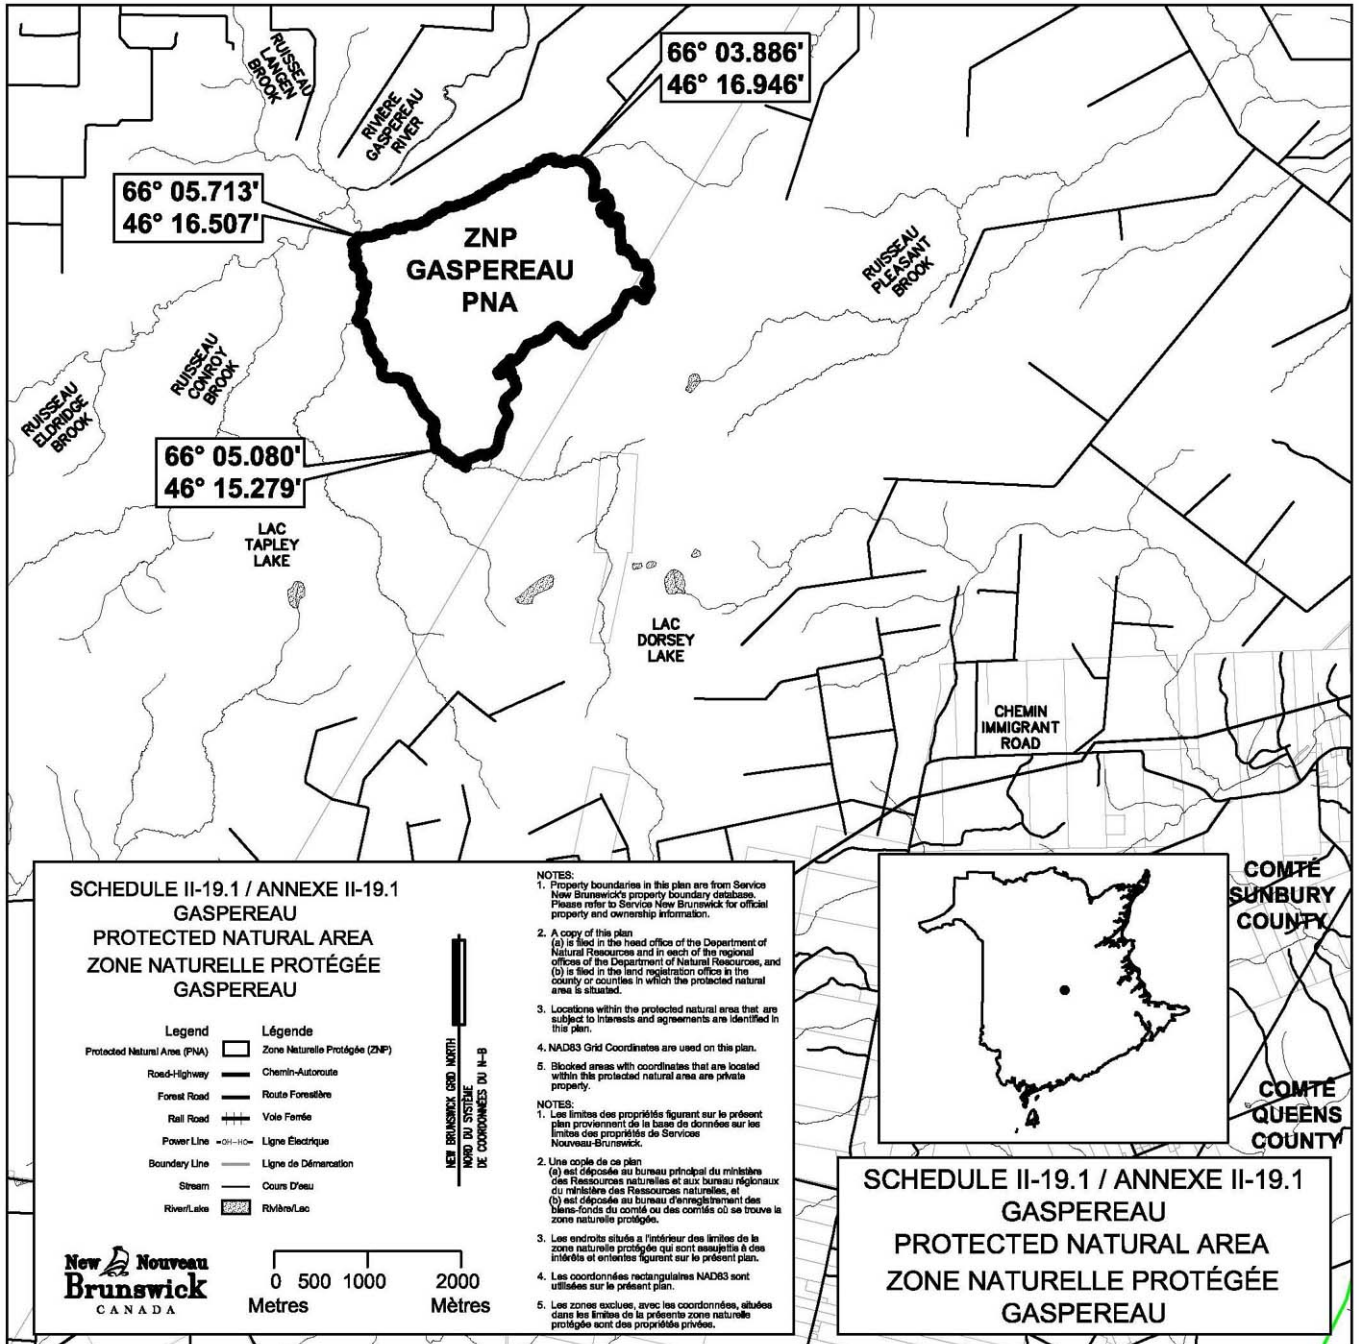 RUISSEAU
LANGEN
BROOK
RIVIÈRE
GASPEREAU
RIVER
66° 03.886'
46° 16.946'
66° 05.713'
46° 16.507'
ZNP
GASPEREAU
PNA
RUISSEAU
PLEASANT
BROOK
RUISSEAU
CONROY
BROOK
RUISSEAU
ELDRIDGE
BROOK
66° 05.080'
46° 15.279'
LAC
TAPLEY
LAKE
LAC
DORSEY
LAKE
CHEMIN
IMMIGRANT
ROAD
COMTÉ
SUNBURY
COUNTY
COMTÉ
QUEENS
COUNTY
SCHEDULE II-19.1 / ANNEXE II-19.1
GASPEREAU
PROTECTED NATURAL AREA
ZONE NATURELLE PROTÉGÉE
GASPEREAU
Legend Légende
Protected Natural Area (PNA) Zone Naturelle Protégée (ZNP)
Road-Highway Chemin-Autoroute
Forest Road Route Forestière
Rail Road Voie Ferrée
Power Line -OH-HO- Ligne Électrique
Boundary Line Ligne de Démarcation
Stream Cours D'eau
River/Lake Rivière/Lac
NEW BRUNSWICK GRID NORTH
NORD DU SYSTÈME
DE COORDONNÉES DU N-B
New Nouveau
Brunswick
CANADA
0 500 1000 2000
Metres Mètres
NOTES:
1. Property boundaries in this plan are from Service
New Brunswick's property boundary database.
Please refer to Service New Brunswick for official
property and ownership information.
2. A copy of this plan
(a) is filed in the head office of the Department of
Natural Resources and in each of the regional
offices of the Department of Natural Resources, and
(b) is filed in the land registration office in the
county or counties in which the protected natural
area is situated.
3. Locations within the protected natural area that are
subject to interests and agreements are identified in
this plan.
4. NAD83 Grid Coordinates are used on this plan.
5. Blocked areas with coordinates that are located
within this protected natural area are private
property.
NOTES:
1. Les limites des propriétés figurant sur le présent
plan proviennent de la base de données sur les
limites des propriétés de Services
Nouveau-Brunswick.
2. Une copie de ce plan
(a) est déposée au bureau principal du ministère
des Ressources naturelles et aux bureau régionaux
du ministère des Ressources naturelles, et
(b) est déposée au bureau d'enregistrement des
biens-fonds du comté ou des comtés où se trouve la
zone naturelle protégée.
3. Les endroits situés a l'intérieur des limites de la
zone naturelle protégée qui sont assujettis à des
intérêts et ententes figurent sur le présent plan.
4. Les coordonnées rectangulaires NAD83 sont
utilisées sur le présent plan.
5. Les zones exclues, avec les coordonnées, situées
dans les limites de la présente zone naturelle
protégée sont des propriétés privées.
SCHEDULE II-19.1 / ANNEXE II-19.1
GASPEREAU
PROTECTED NATURAL AREA
ZONE NATURELLE PROTÉGÉE
GASPEREAU